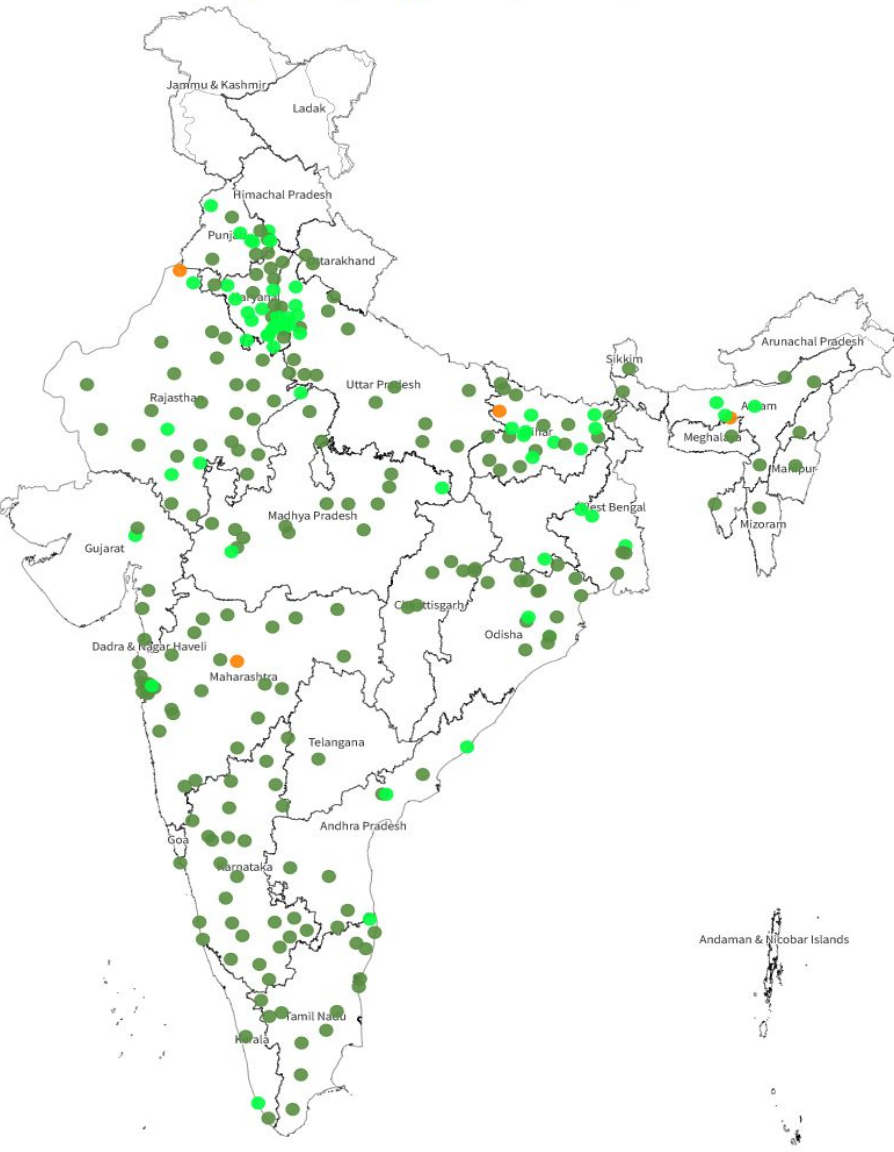 Jammu & Kashmir
Ladak
Himachal Pradesh
Punjab
Uttarakhand
Haryana
Arunachal Pradesh
Sikkim
Uttar Pradesh
Rajasthan
Assam
Bihar
Meghalaya
Manipur
West Bengal
Madhya Pradesh
Mizoram
Gujarat
Chhattisgarh
Odisha
Dadra & Nagar Haveli
Maharashtra
Telangana
Andhra Pradesh
Goa
Karnataka
Andaman & Nicobar Islands
Tamil Nadu
Kerala